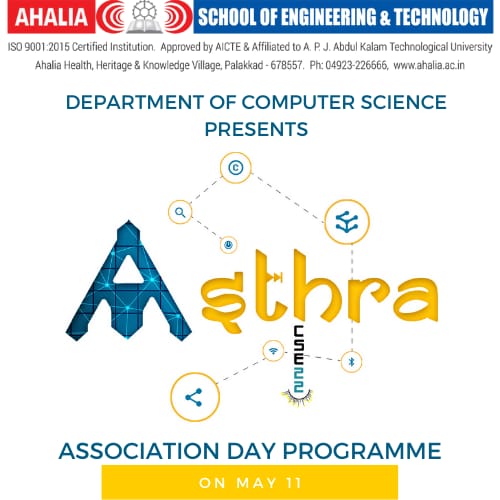 AHALIA SCHOOL OF ENGINEERING & TECHNOLOGY
ISO 9001:2015 Certified Institution. Approved by AICTE & Affiliated to A. P. J. Abdul Kalam Technological University
Ahalia Health, Heritage & Knowledge Village, Palakkad - 678557. Ph: 04923-226666, www.ahalia.ac.in
DEPARTMENT OF COMPUTER SCIENCE
PRESENTS
©
Asthra
CSE22
ASSOCIATION DAY PROGRAMME
ON MAY 11